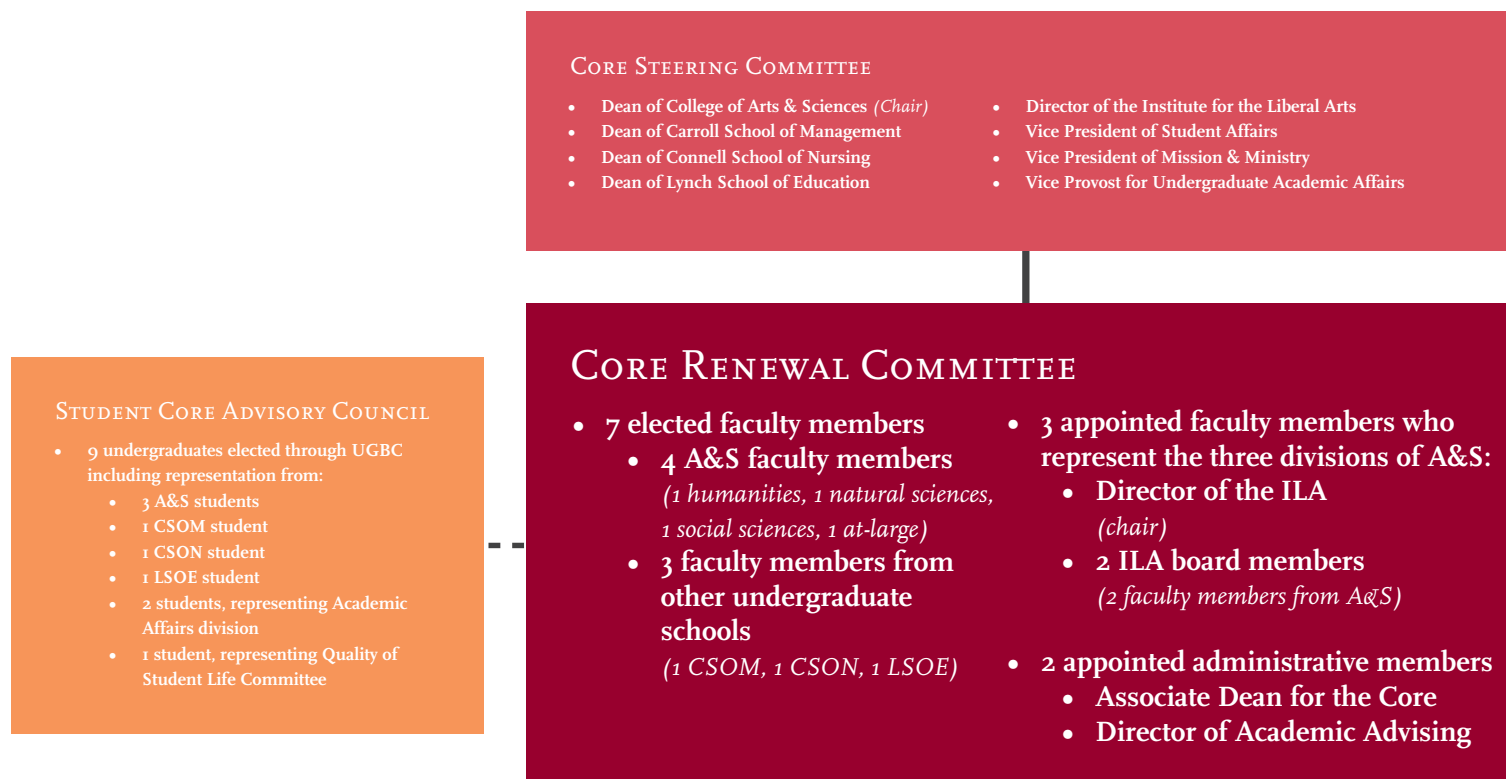 CORE STEERING COMMITTEE
• Dean of College of Arts & Sciences (Chair)
• Dean of Carroll School of Management
• Dean of Connell School of Nursing
• Dean of Lynch School of Education
• Director of the Institute for the Liberal Arts
• Vice President of Student Affairs
• Vice President of Mission & Ministry
• Vice Provost for Undergraduate Academic Affairs
STUDENT CORE ADVISORY COUNCIL
• 9 undergraduates elected through UGBC
including representation from:
• 3 A&S students
• 1 CSOM student
• 1 CSON student
• 1 LSOE student
• 2 students, representing Academic
Affairs division
• 1 student, representing Quality of
Student Life Committee
CORE RENEWAL COMMITTEE
• 7 elected faculty members
• 4 A&S faculty members
(1 humanities, 1 natural sciences,
1 social sciences, 1 at-large)
• 3 faculty members from
other undergraduate
schools
(1 CSOM, 1 CSON, 1 LSOE)
• 3 appointed faculty members who
represent the three divisions of A&S:
• Director of the ILA
(chair)
• 2 ILA board members
(2 faculty members from A&S)
• 2 appointed administrative members
• Associate Dean for the Core
• Director of Academic Advising